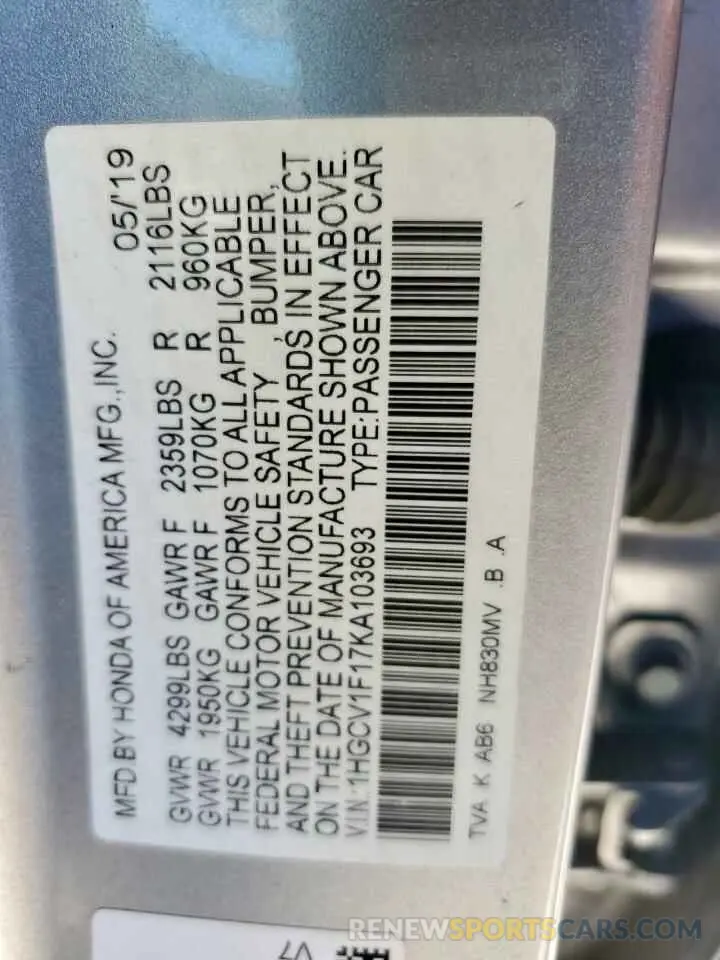 MFD BY HONDA OF AMERICA MFG.,INC. 05/'19
GVWR 4299LBS GAWR F 2359LBS R 2116LBS
GVWR 1950KG GAWR F 1070KG R 960KG
THIS VEHICLE CONFORMS TO ALL APPLICABLE
FEDERAL MOTOR VEHICLE SAFETY , BUMPER,
AND THEFT PREVENTION STANDARDS, IN EFFECT
ON THE DATE OF MANUFACTURE SHOWN ABOVE.
V.I.N.:1HGCV1F17KA103693 TYPE:PASSENGER CAR
TVA K AB6 NH830MV .B .A
RENEWSPORTSCARS.COM